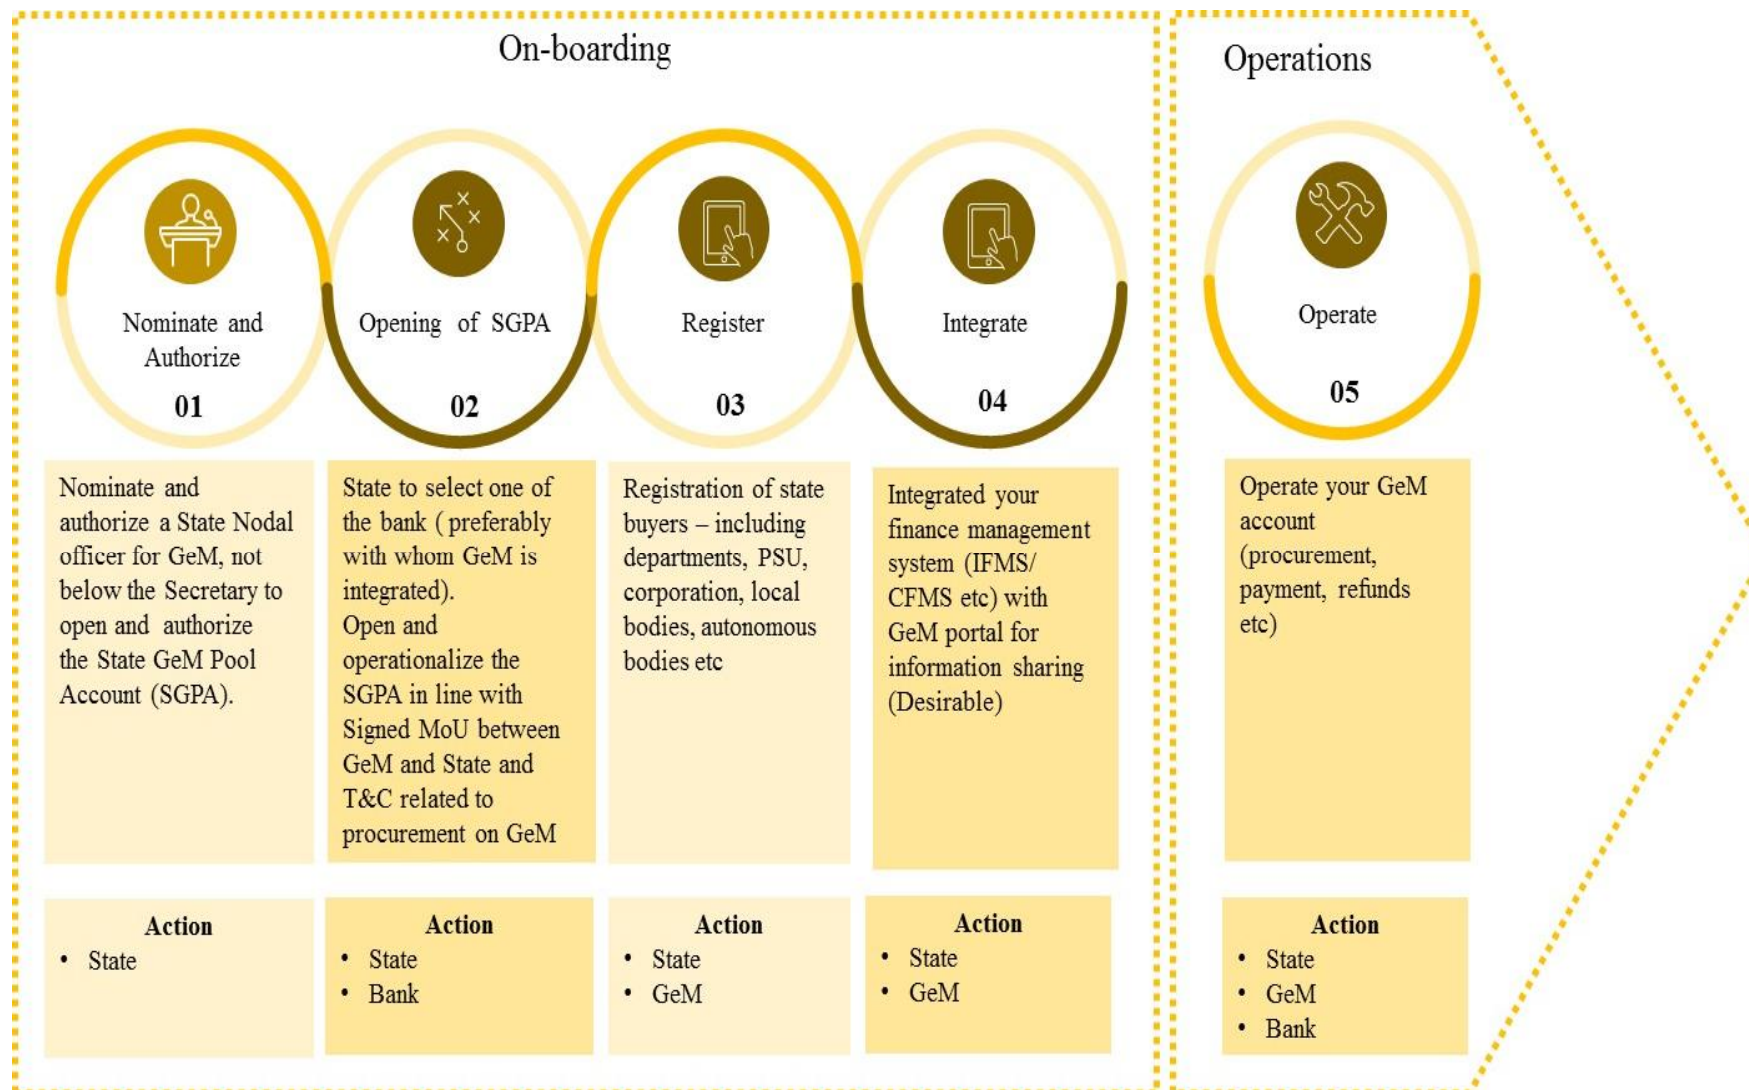 On-boarding
Operations
Nominate and
Authorize
01
Opening of SGPA
02
Register
03
Integrate
04
Operate
05
Nominate and
authorize a State Nodal
officer for GeM, not
below the Secretary to
open and authorize
the State GeM Pool
Account (SGPA).
State to select one of
the bank ( preferably
with whom GeM is
integrated).
Open and
operationalize the
SGPA in line with
Signed MoU between
GeM and State and
T&C related to
procurement on GeM
Registration of state
buyers – including
departments, PSU,
corporation, local
bodies, autonomous
bodies etc
Integrated your
finance management
system (IFMS/
CFMS etc) with
GeM portal for
information sharing
(Desirable)
Operate your GeM
account
(procurement,
payment, refunds
etc)
Action
• State
Action
• State
• Bank
Action
• State
• GeM
Action
• State
• GeM
Action
• State
• GeM
• Bank